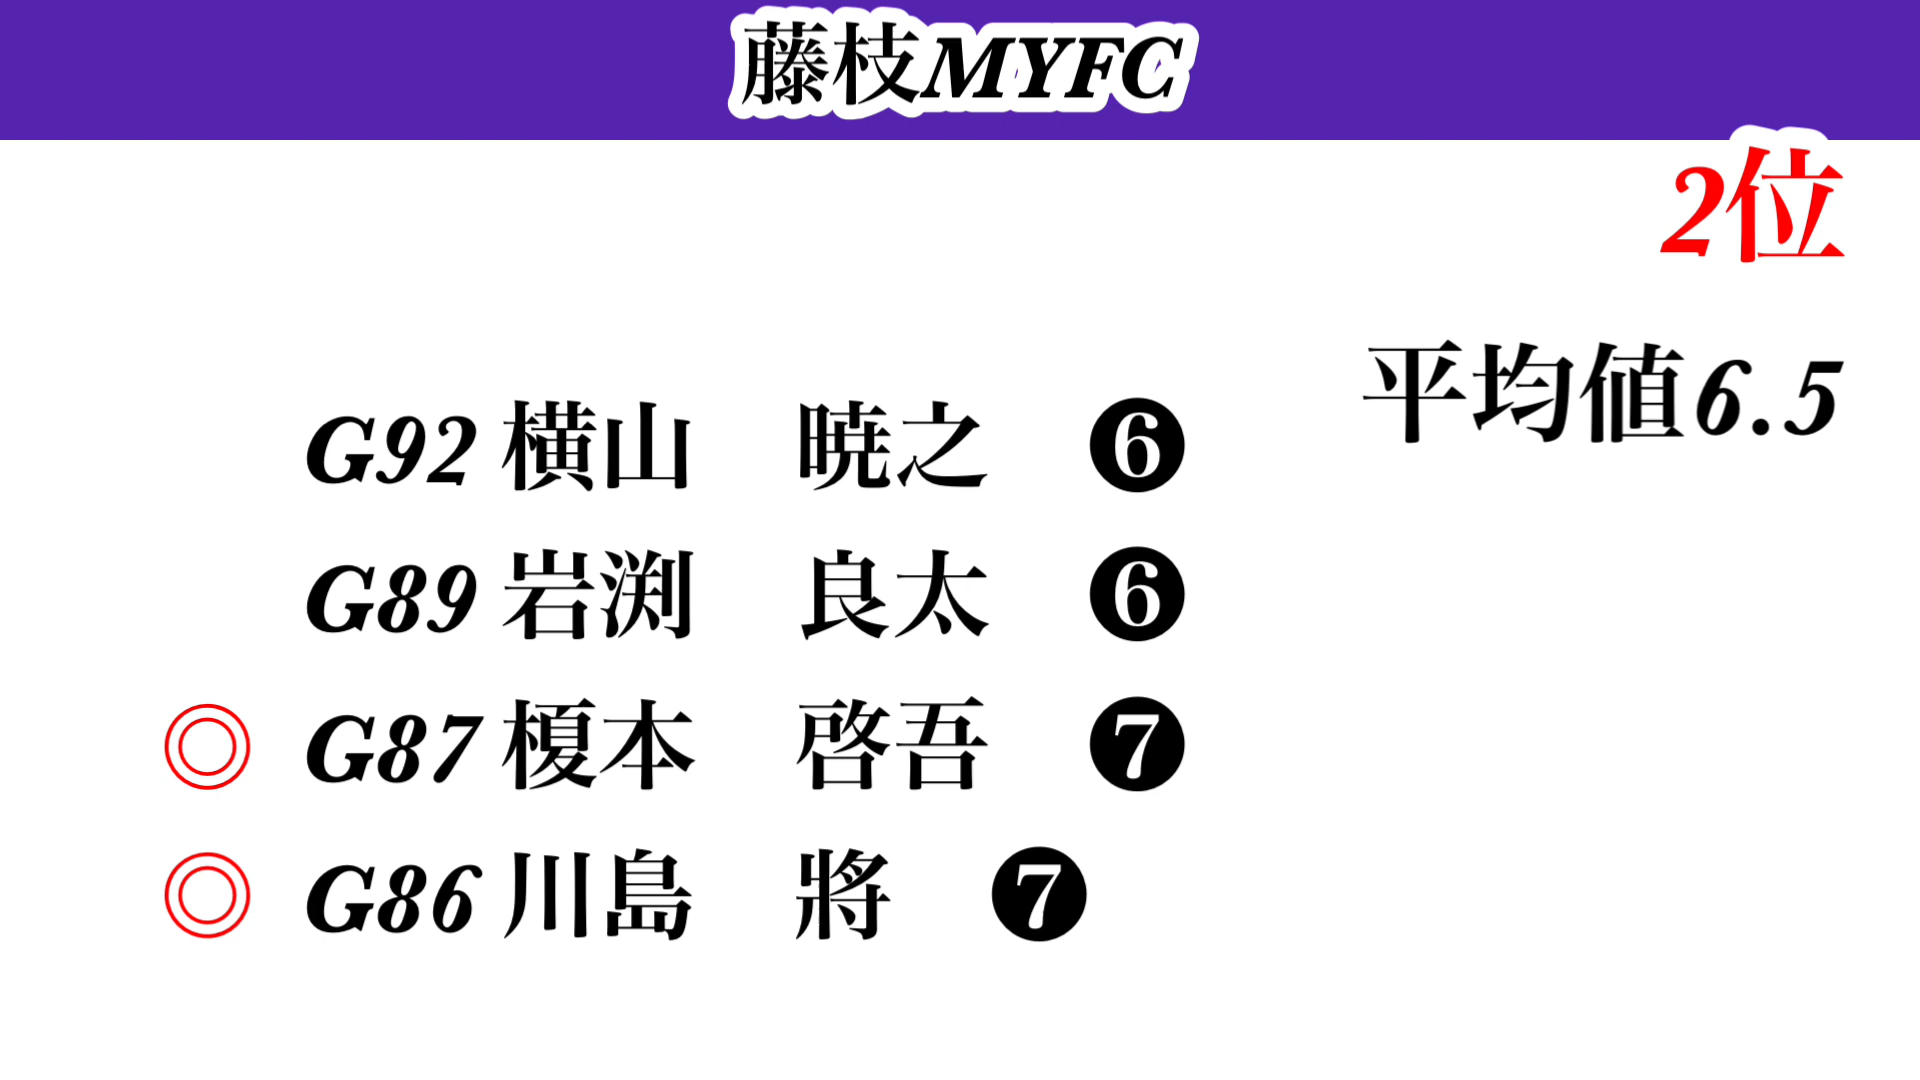 藤枝MYFC
2位
平均値6.5
G92 横山　暁之　❻
G89 岩渕　良太　❻
◎ G87 榎本　啓吾　❼
◎ G86 川島　將　❼